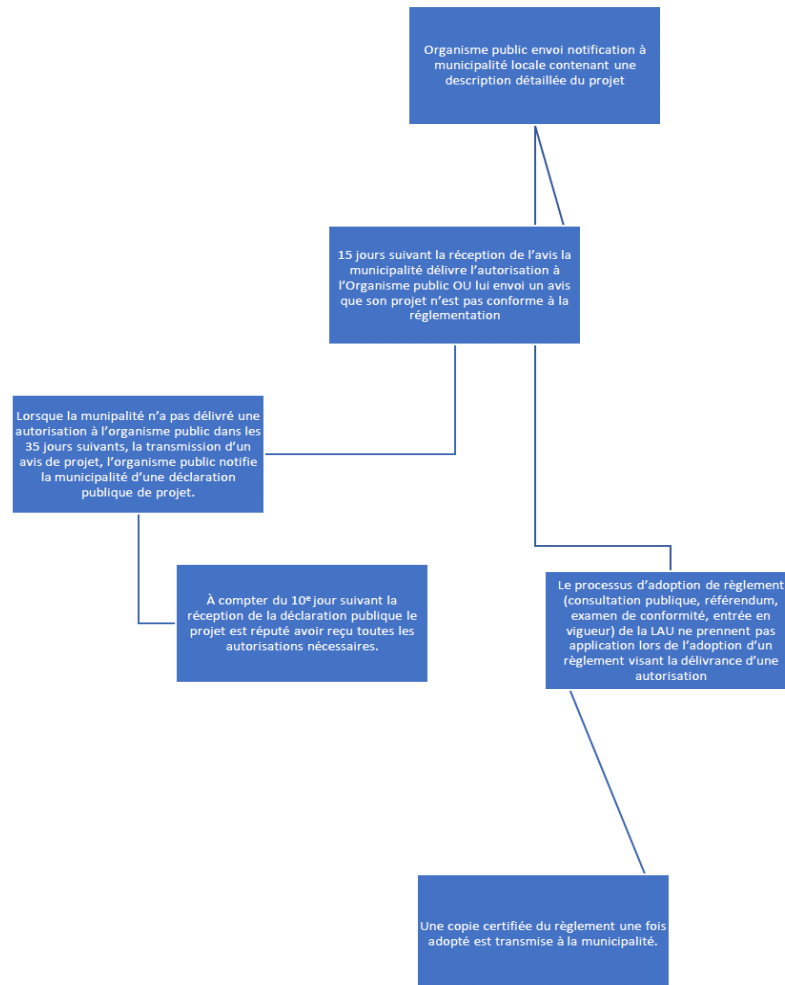 Organisme public envoi notification à
municipalité locale contenant une
description détaillée du projet
15 jours suivant la réception de l'avis la
municipalité délivre l'autorisation à
l'Organisme public OU lui envoi un avis
que son projet n'est pas conforme à la
réglementation
Lorsque la munipalité n'a pas délivré une
autorisation à l'organisme public dans les
35 jours suivants, la transmission d'un
avis de projet, l'organisme public notifie
la municipalité d'une déclaration
publique de projet.
À compter du 10e jour suivant la
réception de la déclaration publique le
projet est réputé avoir reçu toutes les
autorisations nécessaires.
Le processus d'adoption de règlement
(consultation publique, référendum,
examen de conformité, entrée en
vigueur) de la LAU ne prennent pas
application lors de l'adoption d'un
règlement visant la délivrance d'une
autorisation
Une copie certifiée du règlement une fois
adopté est transmise à la municipalité.